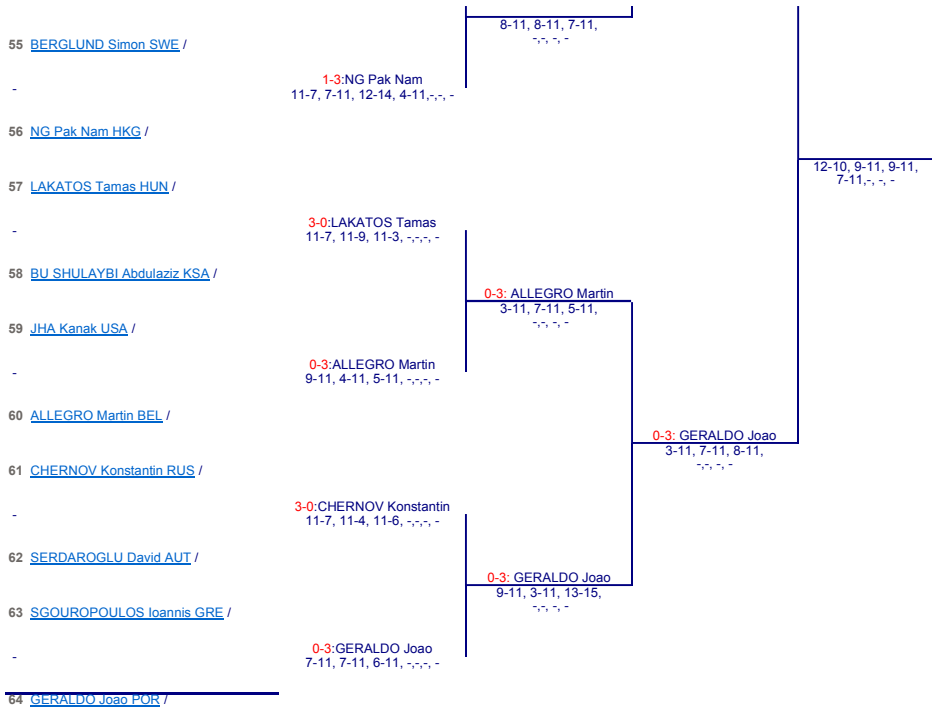 8-11, 8-11, 7-11,
-,-, -, -
55 BERGLUND Simon SWE /
1-3:NG Pak Nam
-
11-7, 7-11, 12-14, 4-11,-,-, -
56 NG Pak Nam HKG /
12-10, 9-11, 9-11,
7-11,-, -, -
57 LAKATOS Tamas HUN /
3-0:LAKATOS Tamas
-
11-7, 11-9, 11-3, -,-,-, -
58 BU SHULAYBI Abdulaziz KSA /
0-3: ALLEGRO Martin
3-11, 7-11, 5-11,
-,-, -, -
59 JHA Kanak USA /
0-3:ALLEGRO Martin
-
9-11, 4-11, 5-11, -,-,-, -
60 ALLEGRO Martin BEL /
0-3: GERALDO Joao
3-11, 7-11, 8-11,
-,-, -, -
61 CHERNOV Konstantin RUS /
3-0:CHERNOV Konstantin
-
11-7, 11-4, 11-6, -,-,-, -
62 SERDAROGLU David AUT /
0-3: GERALDO Joao
9-11, 3-11, 13-15,
-,-, -, -
63 SGOUROPOULOS Ioannis GRE /
0-3:GERALDO Joao
-
7-11, 7-11, 6-11, -,-,-, -
64 GERALDO Joao POR /